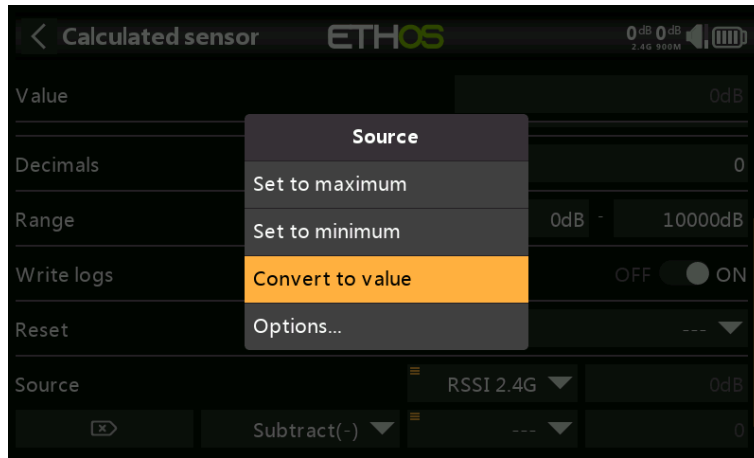 Calculated sensor ETHOS 0dB 0dB
2.4G 900M
Value 0dB
Source
Decimals 0
Set to maximum
Range 0dB - 10000dB
Set to minimum
Write logs OFF ON
Convert to value
Reset ---
Options...
Source RSSI 2.4G 0dB
Subtract(-) --- 0